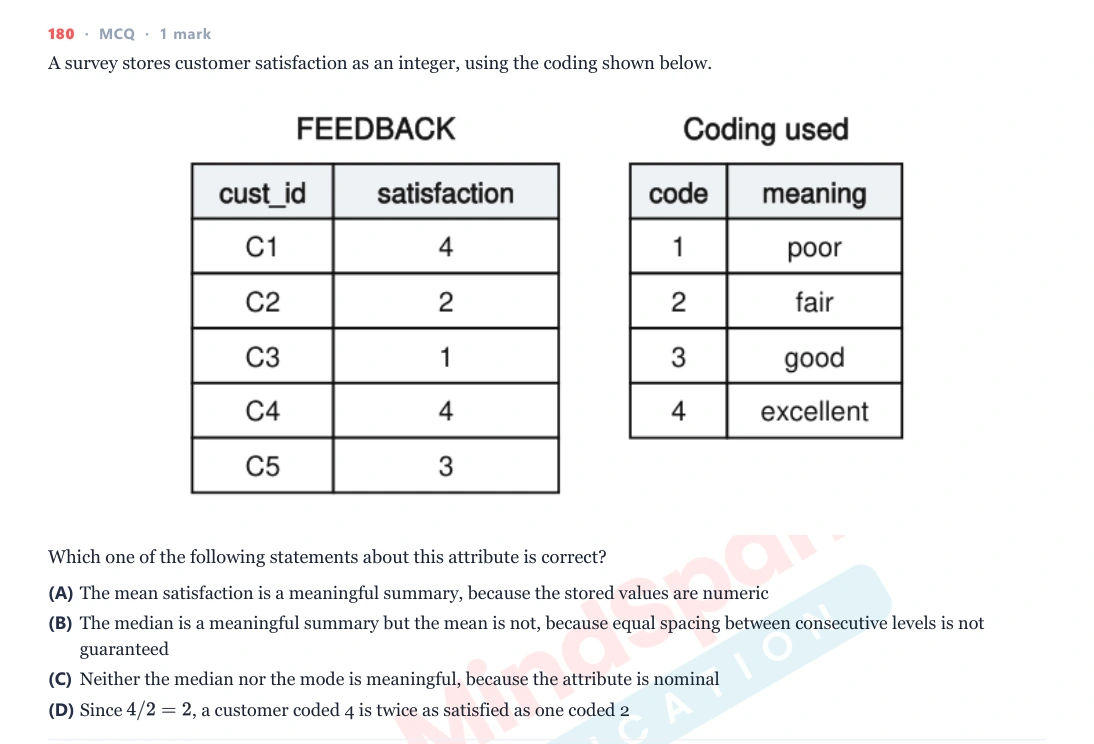 180 · MCQ · 1 mark
A survey stores customer satisfaction as an integer, using the coding shown below.
FEEDBACK
cust_id satisfaction
C1 4
C2 2
C3 1
C4 4
C5 3
Coding used
code meaning
1 poor
2 fair
3 good
4 excellent
Which one of the following statements about this attribute is correct?
(A) The mean satisfaction is a meaningful summary, because the stored values are numeric
(B) The median is a meaningful summary but the mean is not, because equal spacing between consecutive levels is not
guaranteed
(C) Neither the median nor the mode is meaningful, because the attribute is nominal
(D) Since 4/2 = 2, a customer coded 4 is twice as satisfied as one coded 2